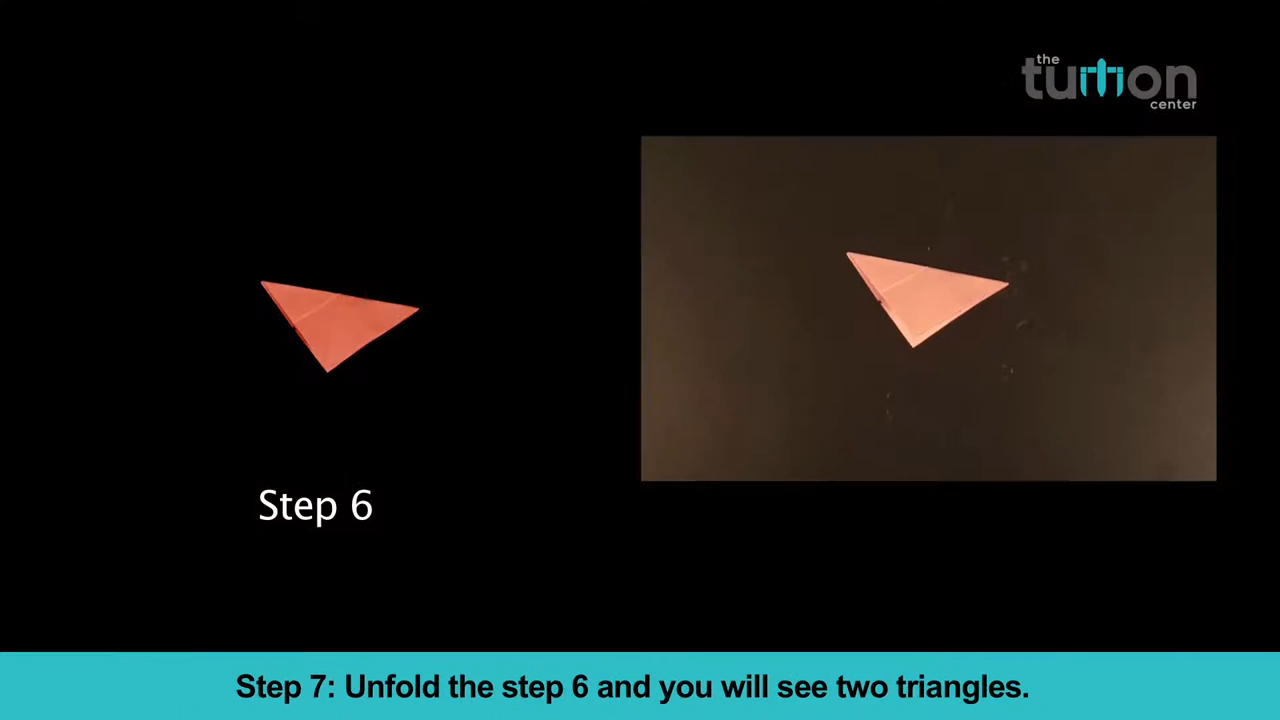 the
tuition
center
Step 6
Step 7: Unfold the step 6 and you will see two triangles.